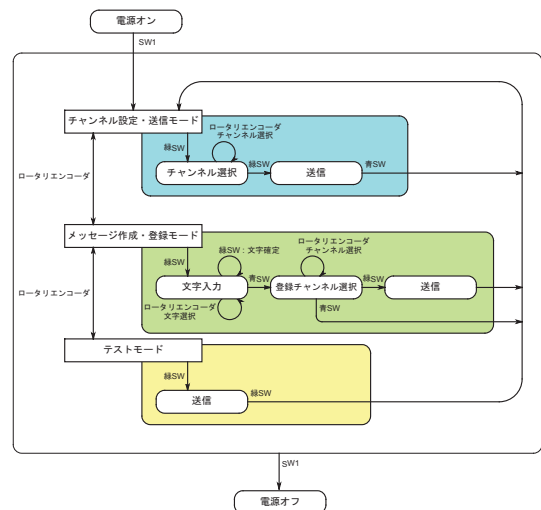 電源オン
SW1
チャンネル設定・送信モード
ロータリエンコーダ
チャンネル選択
緑SW
チャンネル選択
緑SW
送信
青SW
ロータリエンコーダ
メッセージ作成・登録モード
緑SW：文字確定
ロータリエンコーダ
チャンネル選択
緑SW
文字入力
青SW
登録チャンネル選択
緑SW
送信
ロータリエンコーダ
文字選択
青SW
ロータリエンコーダ
テストモード
緑SW
送信
緑SW
SW1
電源オフ